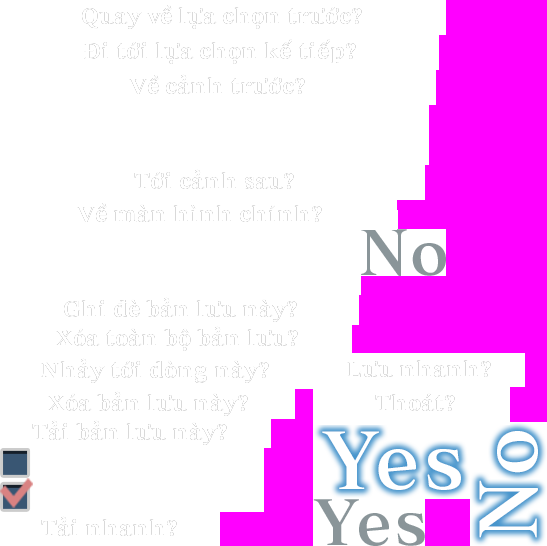 Quay về lựa chọn trước?
Đi tới lựa chọn kế tiếp?
Về cảnh trước?
Tới cảnh sau?
Về màn hình chính?
No
Ghi đè bản lưu này?
Xóa toàn bộ bản lưu?
Nhảy tới dòng này?
Lưu nhanh?
Xóa bản lưu này?
Thoát?
Tải bản lưu này?
Yes
No
Yes
Tải nhanh?